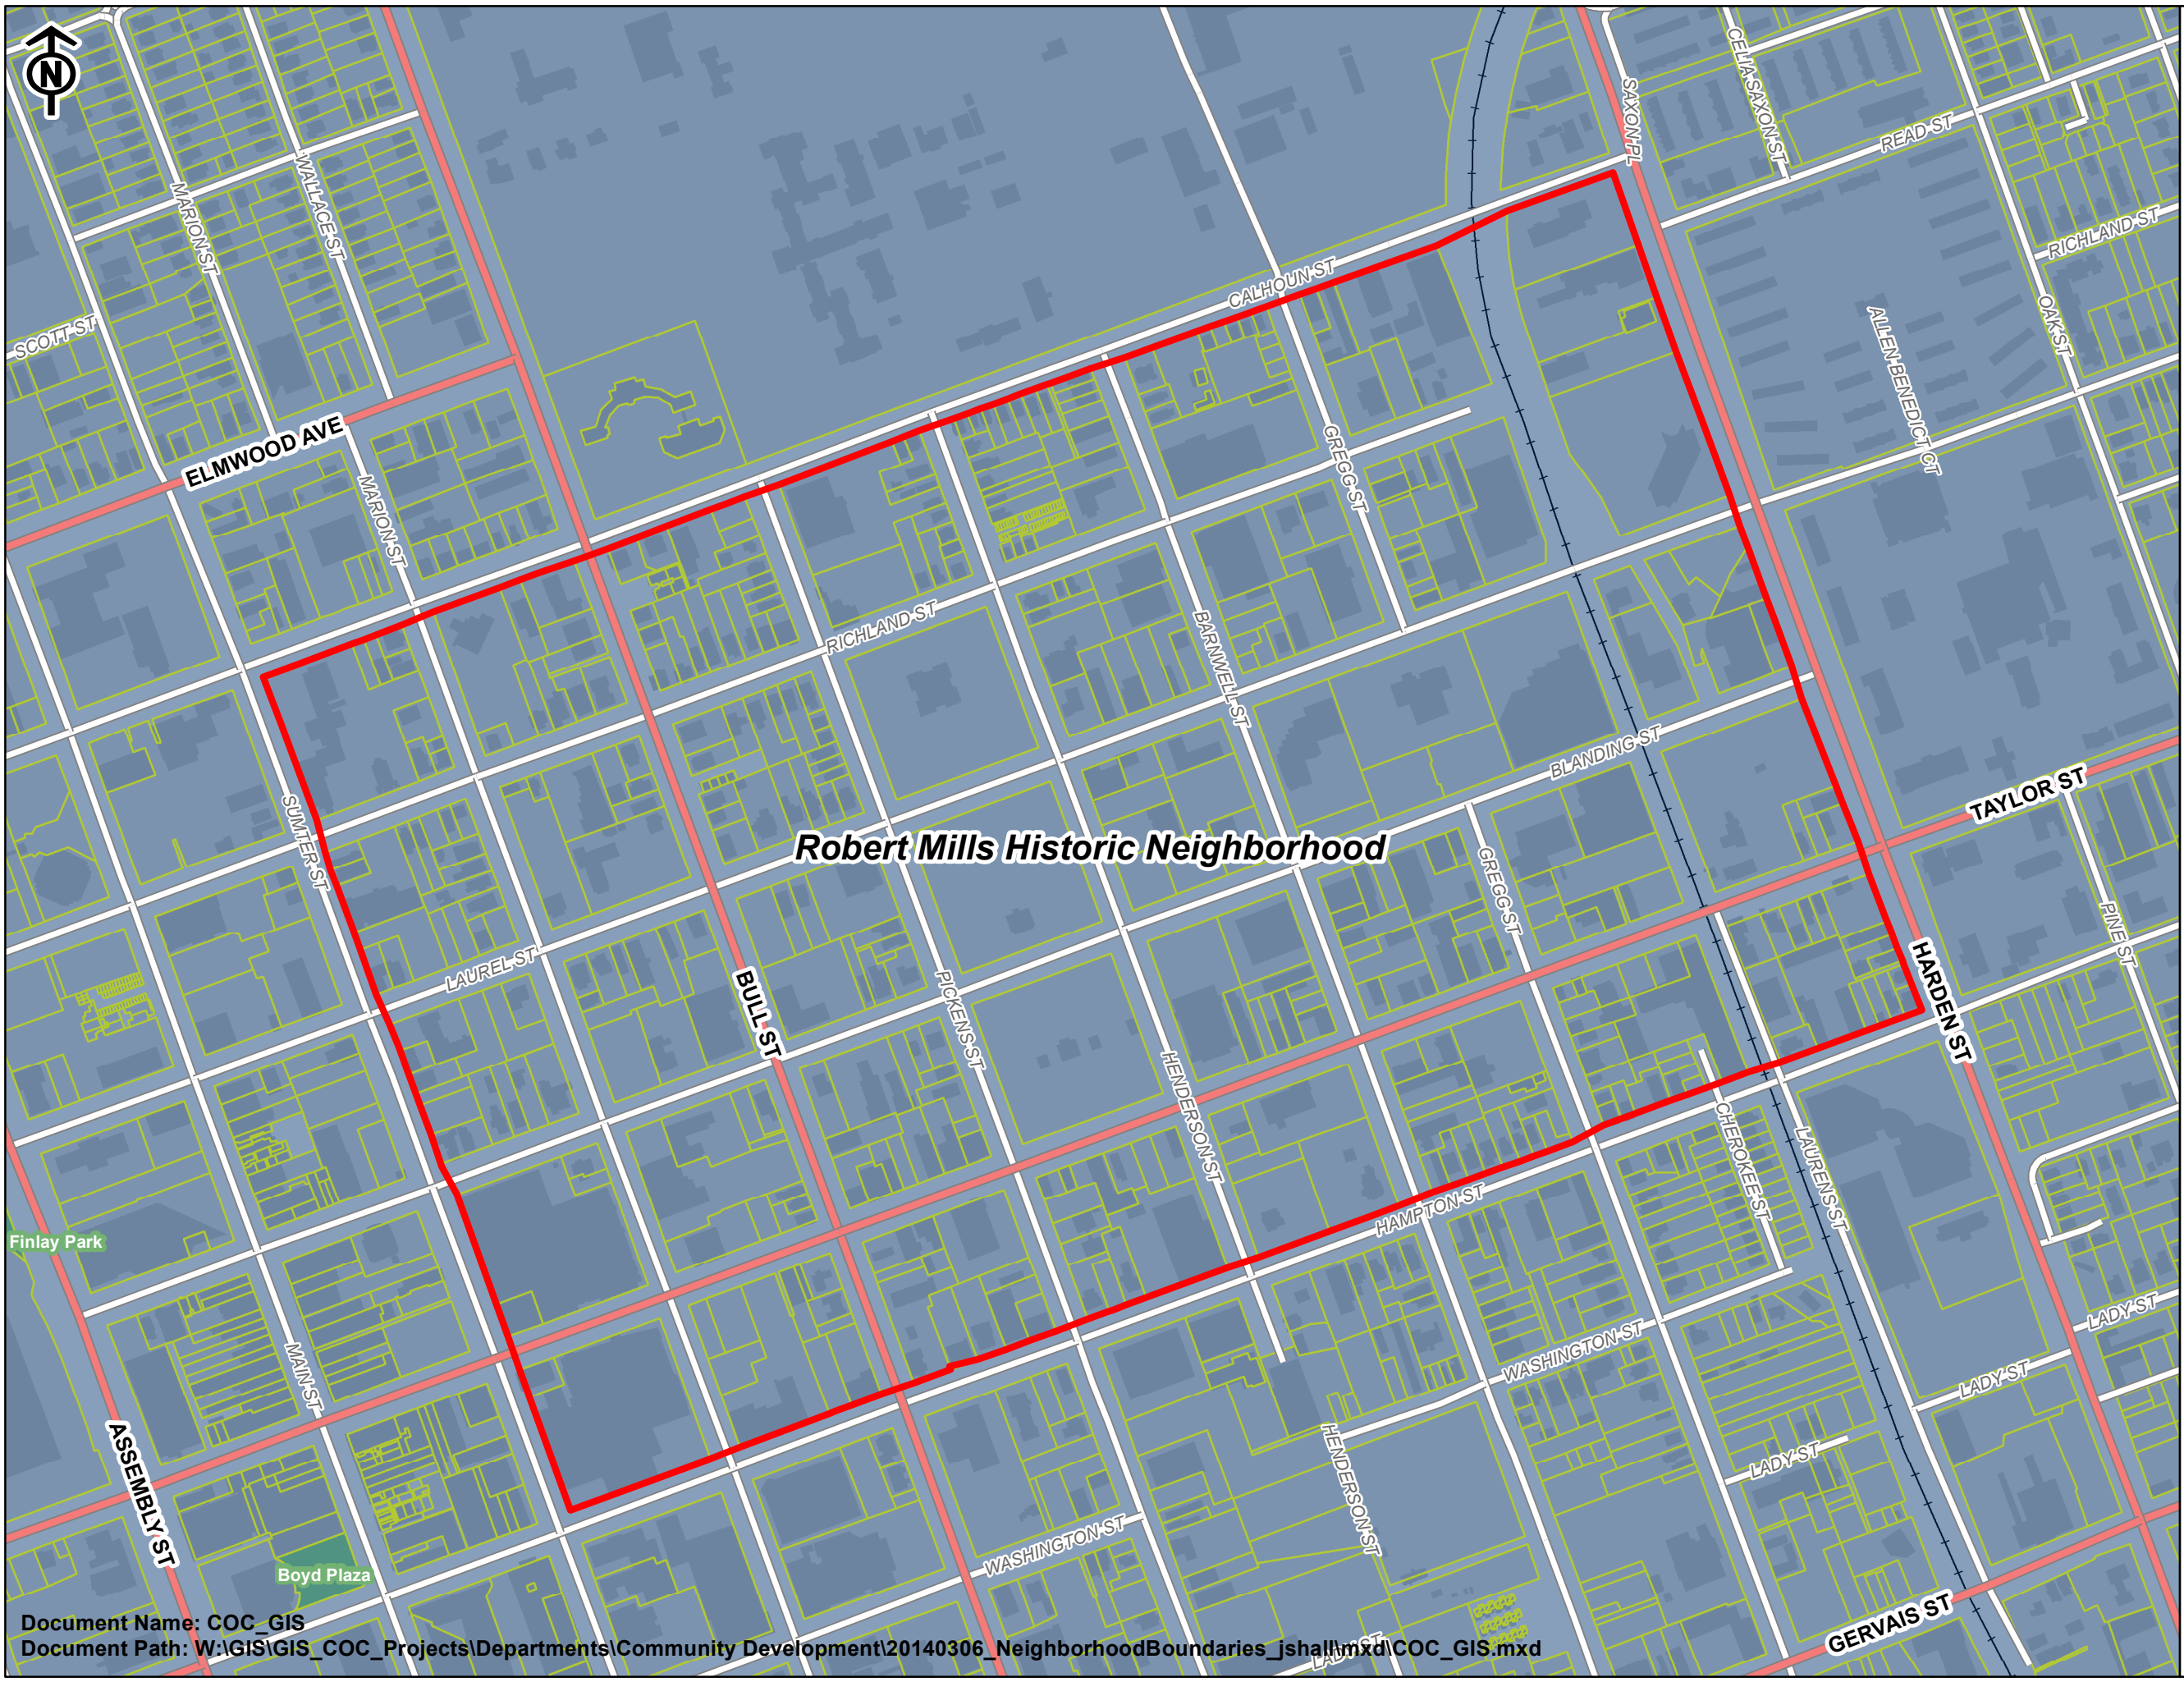 N
SAXON PL
CELIA SAXON ST
READ ST
MARION ST
WALLACE ST
RICHLAND ST
CALHOUN ST
OAK ST
SCOTT ST
ALLEN BENEDICT CT
ELMWOOD AVE
GREGG ST
MARION ST
RICHLAND ST
BARNWELL ST
BLANDING ST
TAYLOR ST
SUMTER ST
Robert Mills Historic Neighborhood
GREGG ST
PINE ST
LAUREL ST
BULL ST
PICKENS ST
HARDEN ST
HENDERSON ST
CHEROKEE ST
LAURENS ST
HAMPTON ST
Finlay Park
LADY ST
WASHINGTON ST
MAIN ST
LADY ST
ASSEMBLY ST
HENDERSON ST
LADY ST
WASHINGTON ST
Boyd Plaza
GERVAIS ST
LADY ST
Document Name: COC_GIS
Document Path: W:\GIS\GIS_COC_Projects\Departments\Community Development\20140306_NeighborhoodBoundaries_jshall\mxd\COC_GIS.mxd